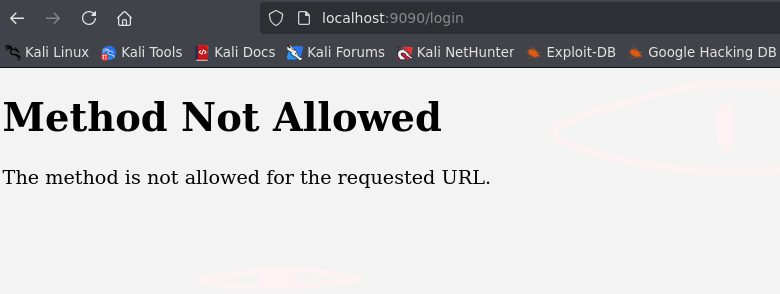 localhost:9090/login
Kali Linux Kali Tools Kali Docs Kali Forums Kali NetHunter Exploit-DB Google Hacking DB
Method Not Allowed
The method is not allowed for the requested URL.